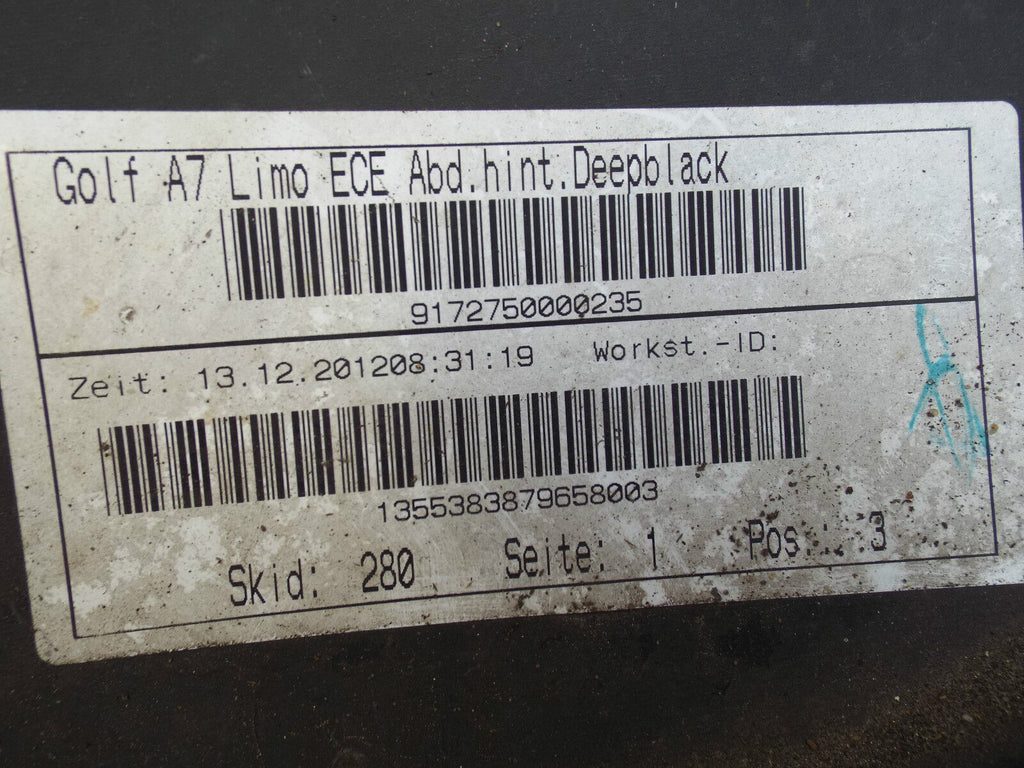 Golf A7 Limo ECE Abd.hint.Deepblack
9172750000235
Zeit: 13.12.201208:31:19 Workst.-ID:
1355383879658003
Skid: 280 Seite: 1 Pos.: 3